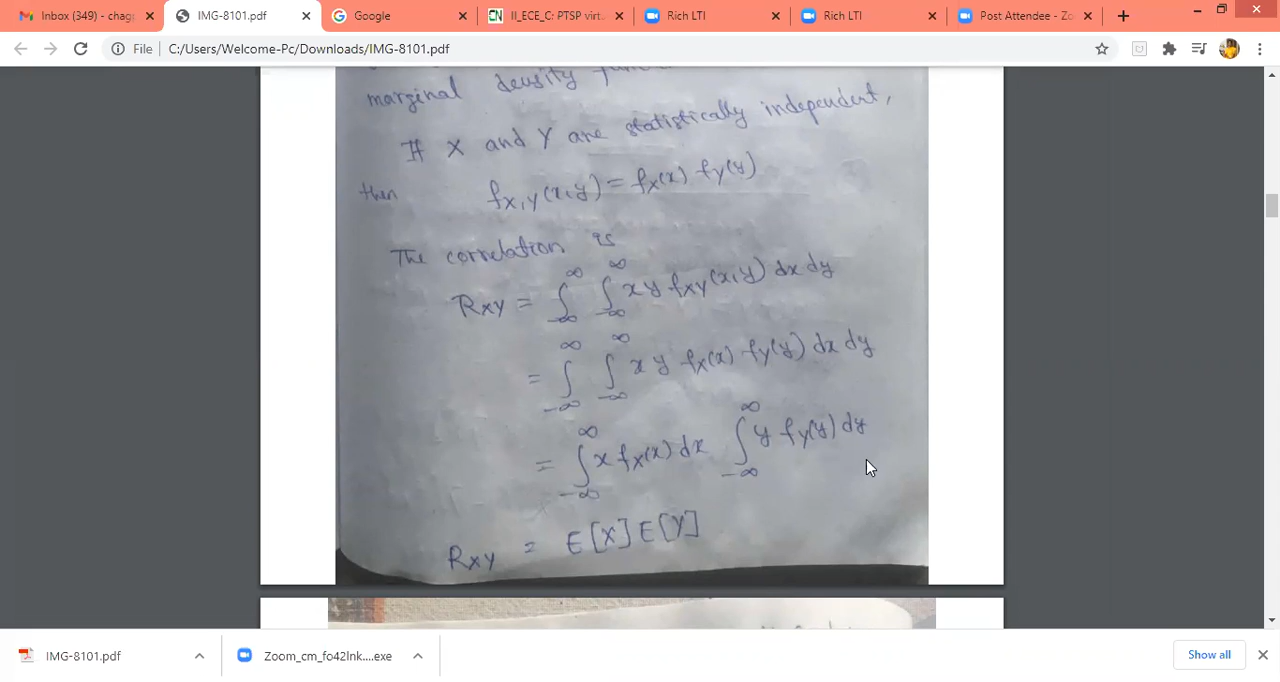 Inbox (349) - chag
IMG-8101.pdf
Google
II_ECE_C: PTSP virtu
Rich LTI
Rich LTI
Post Attendee - Zo
File
C:/Users/Welcome-Pc/Downloads/IMG-8101.pdf
marginal density
If X and Y are statistically independent,
then fX,Y(x,y) = fX(x) fY(y)
The correlation is
RXY = ∫_{-∞}^{∞} ∫_{-∞}^{∞} x y fXY(x,y) dx dy
= ∫_{-∞}^{∞} ∫_{-∞}^{∞} x y fX(x) fY(y) dx dy
= ∫_{-∞}^{∞} x fX(x) dx ∫_{-∞}^{∞} y fY(y) dy
RXY = E[X] E[Y]
IMG-8101.pdf
Zoom_cm_fo42lnk....exe
Show all